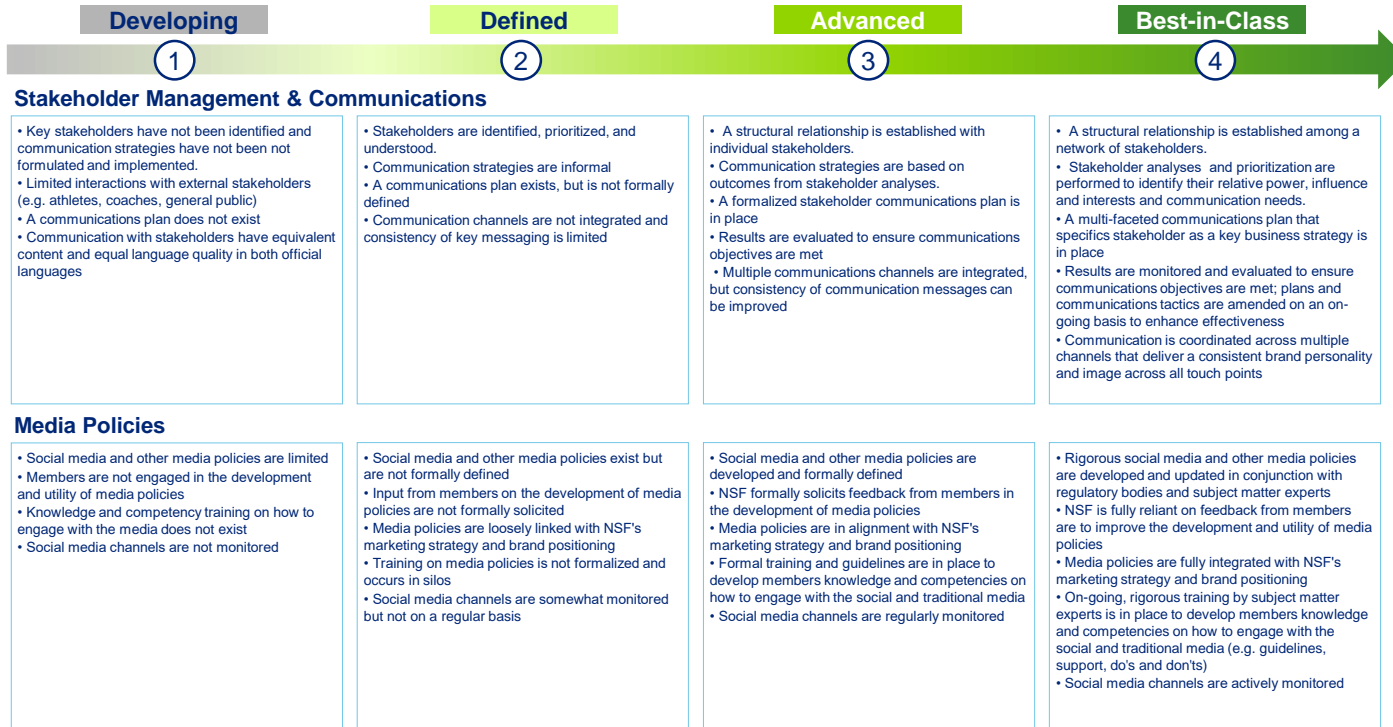 Developing
Defined
Advanced
Best-in-Class
1
2
3
4
Stakeholder Management & Communications
• Key stakeholders have not been identified and
communication strategies have not been not
formulated and implemented.
• Limited interactions with external stakeholders
(e.g. athletes, coaches, general public)
• A communications plan does not exist
• Communication with stakeholders have equivalent
content and equal language quality in both official
languages
• Stakeholders are identified, prioritized, and
understood.
• Communication strategies are informal
• A communications plan exists, but is not formally
defined
• Communication channels are not integrated and
consistency of key messaging is limited
• A structural relationship is established with
individual stakeholders.
• Communication strategies are based on
outcomes from stakeholder analyses.
• A formalized stakeholder communications plan is
in place
• Results are evaluated to ensure communications
objectives are met
• Multiple communications channels are integrated,
but consistency of communication messages can
be improved
• A structural relationship is established among a
network of stakeholders.
• Stakeholder analyses and prioritization are
performed to identify their relative power, influence
and interests and communication needs.
• A multi-faceted communications plan that
specifics stakeholder as a key business strategy is
in place
• Results are monitored and evaluated to ensure
communications objectives are met; plans and
communications tactics are amended on an on-
going basis to enhance effectiveness
• Communication is coordinated across multiple
channels that deliver a consistent brand personality
and image across all touch points
Media Policies
• Social media and other media policies are limited
• Members are not engaged in the development
and utility of media policies
• Knowledge and competency training on how to
engage with the media does not exist
• Social media channels are not monitored
• Social media and other media policies exist but
are not formally defined
• Input from members on the development of media
policies are not formally solicited
• Media policies are loosely linked with NSF's
marketing strategy and brand positioning
• Training on media policies is not formalized and
occurs in silos
• Social media channels are somewhat monitored
but not on a regular basis
• Social media and other media policies are
developed and formally defined
• NSF formally solicits feedback from members in
the development of media policies
• Media policies are in alignment with NSF's
marketing strategy and brand positioning
• Formal training and guidelines are in place to
develop members knowledge and competencies on
how to engage with the social and traditional media
• Social media channels are regularly monitored
• Rigorous social media and other media policies
are developed and updated in conjunction with
regulatory bodies and subject matter experts
• NSF is fully reliant on feedback from members
are to improve the development and utility of media
policies
• Media policies are fully integrated with NSF's
marketing strategy and brand positioning
• On-going, rigorous training by subject matter
experts is in place to develop members knowledge
and competencies on how to engage with the
social and traditional media (e.g. guidelines,
support, do's and don'ts)
• Social media channels are actively monitored